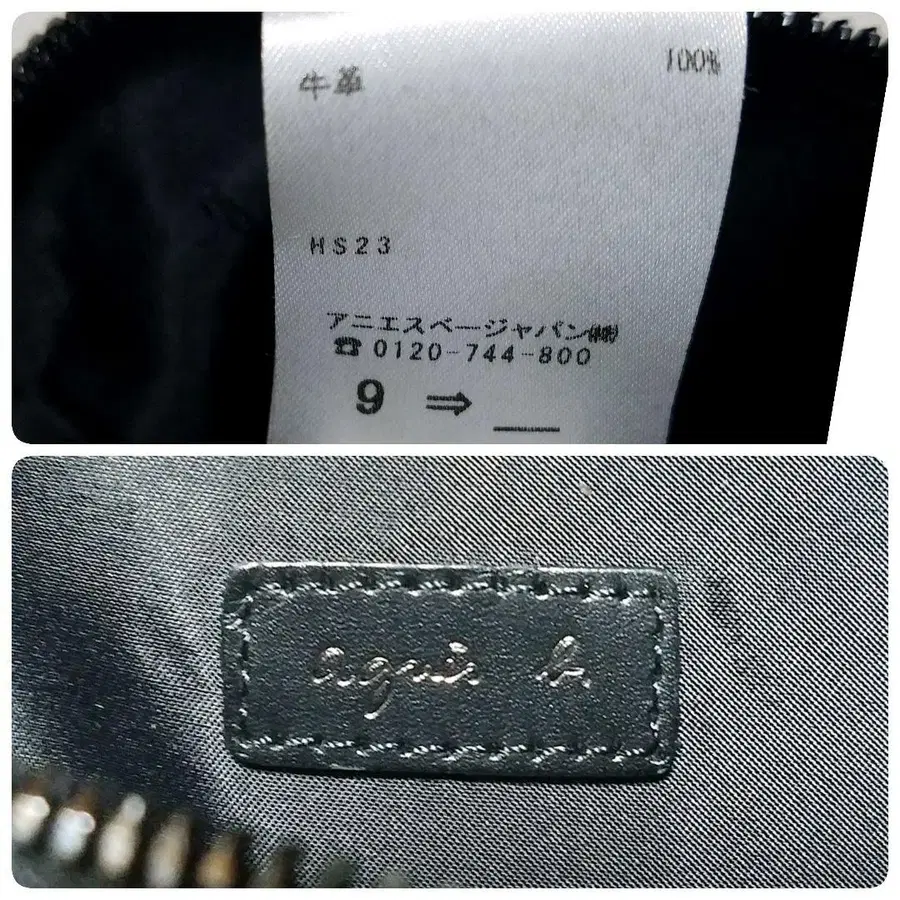 牛革 100%
HS23
アニエスベージャパン㈱
☎ 0120-744-800
9 ⇒
agnès b.